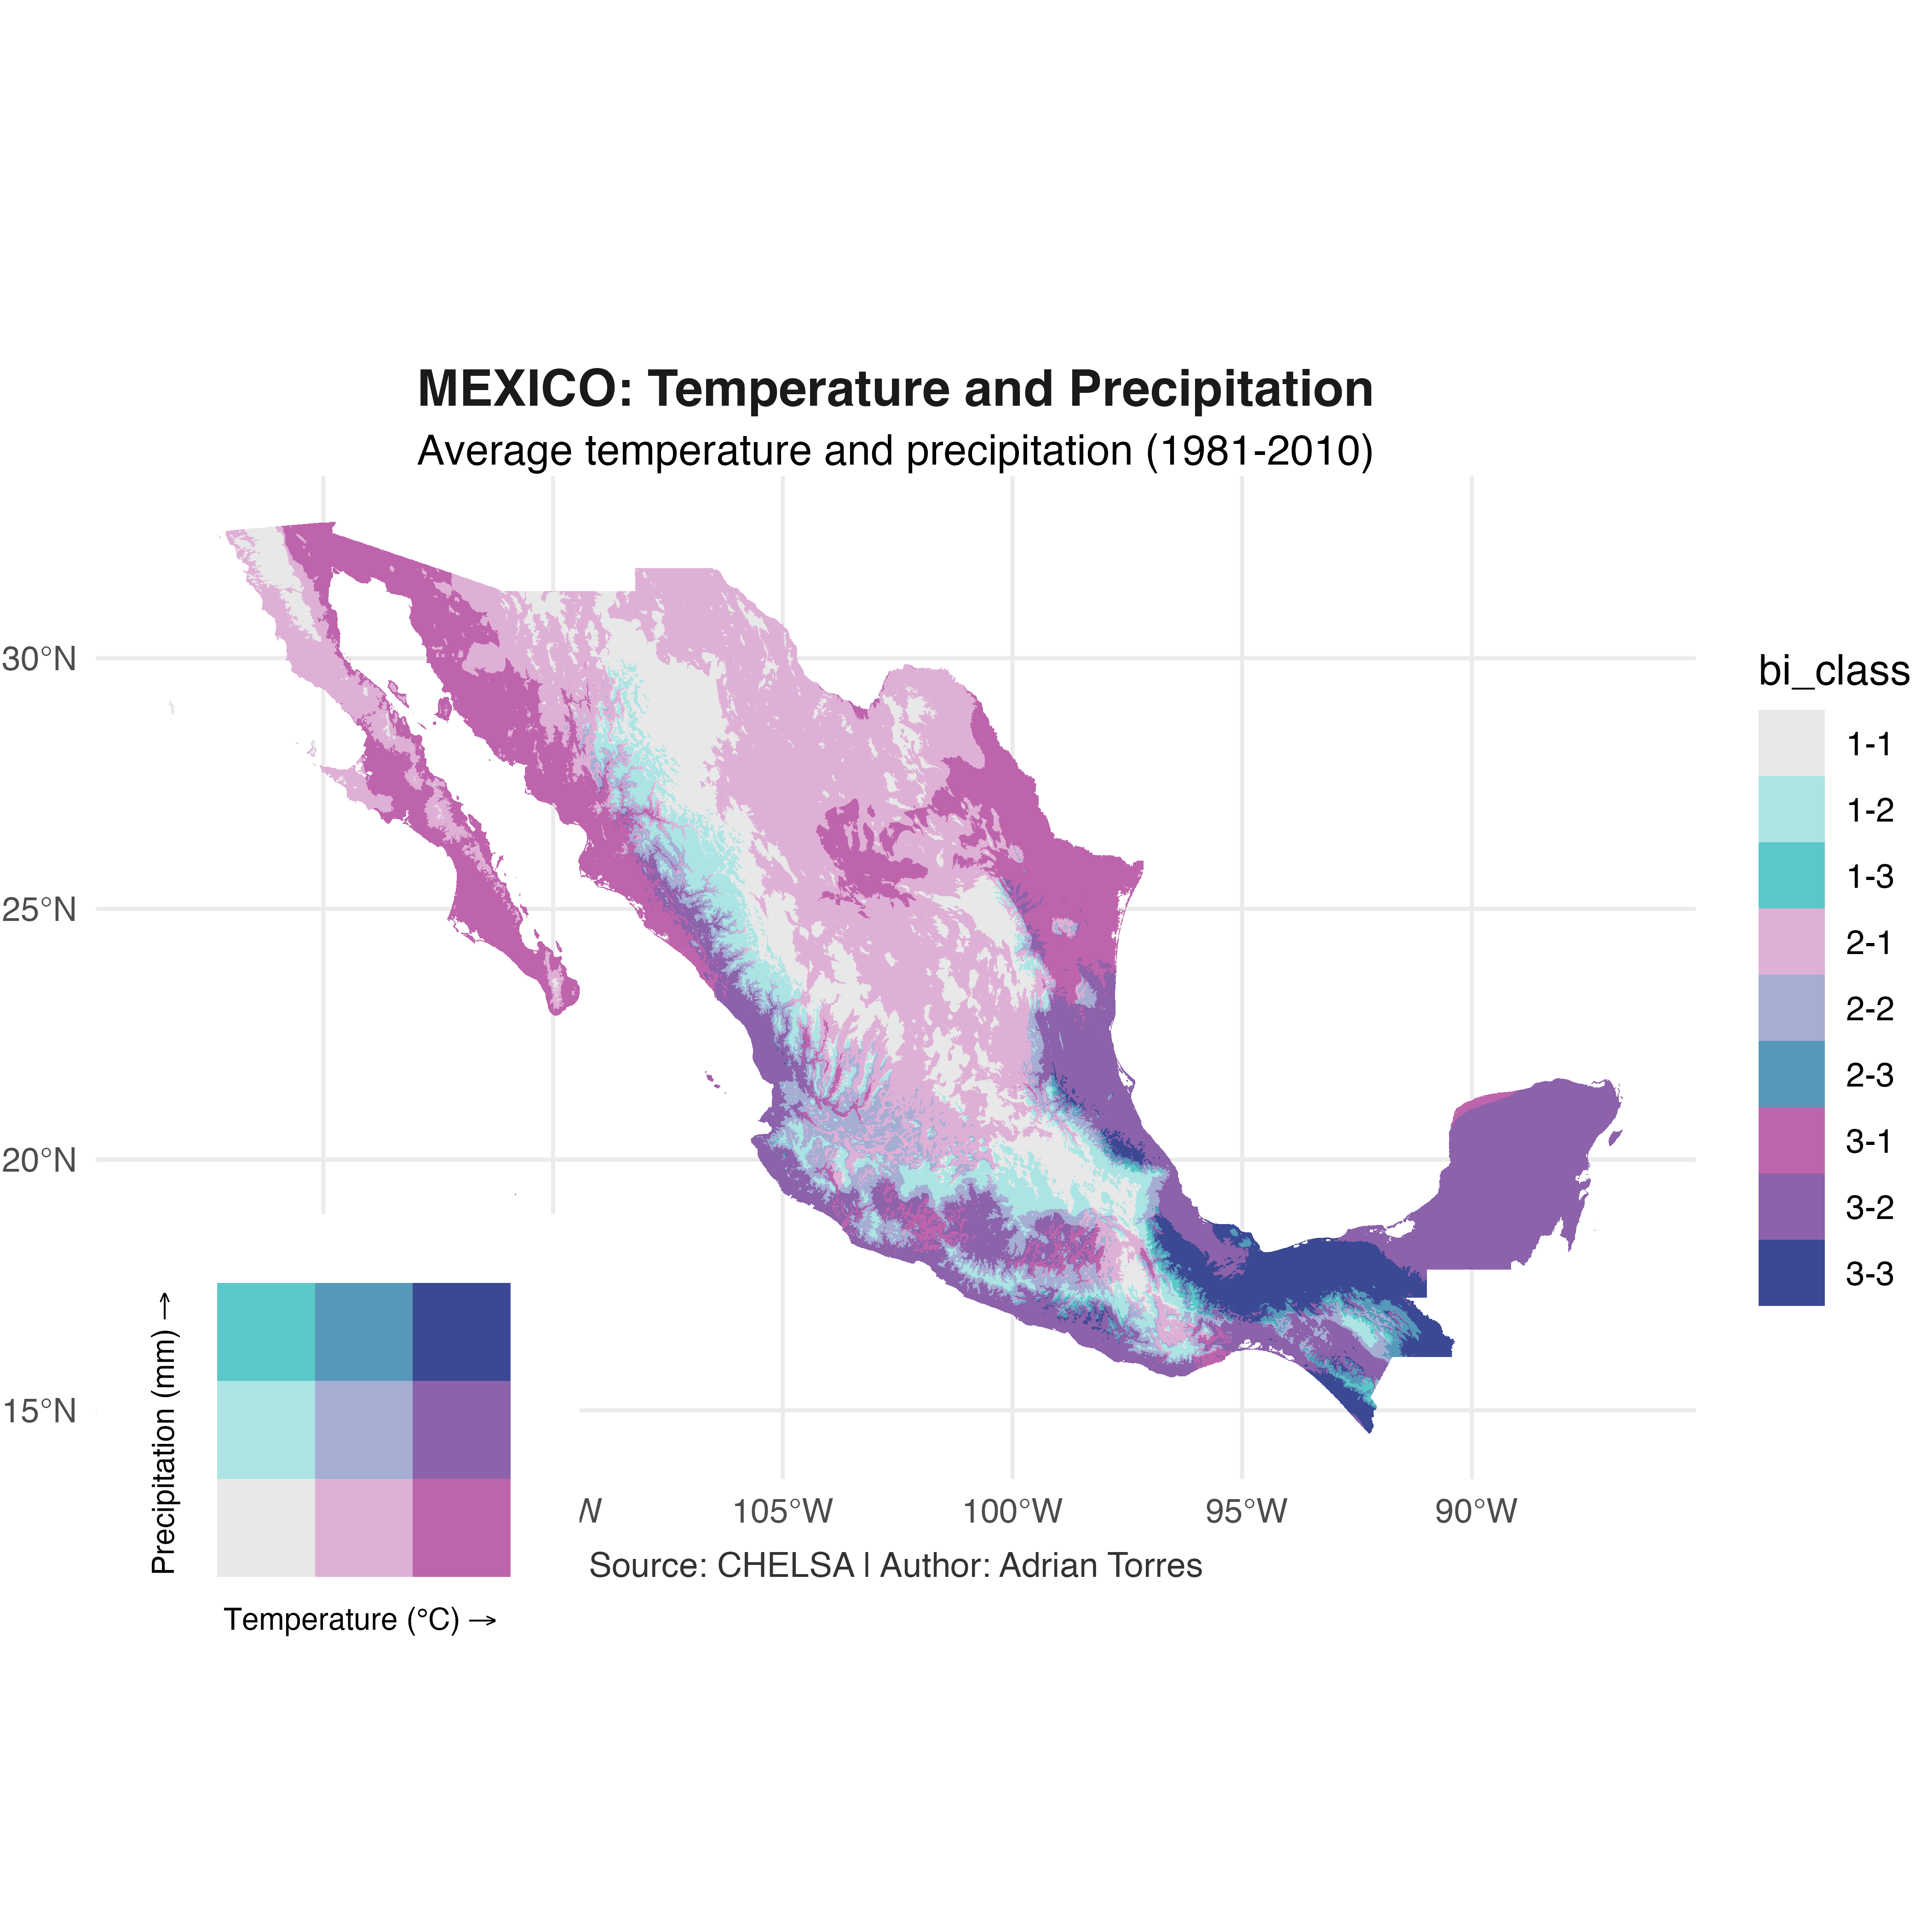 MEXICO: Temperature and Precipitation
Average temperature and precipitation (1981-2010)
30°N
25°N
20°N
15°N
bi_class
1-1
1-2
1-3
2-1
2-2
2-3
3-1
3-2
3-3
Precipitation (mm) →
Temperature (°C) →
W
105°W
100°W
95°W
90°W
Source: CHELSA | Author: Adrian Torres